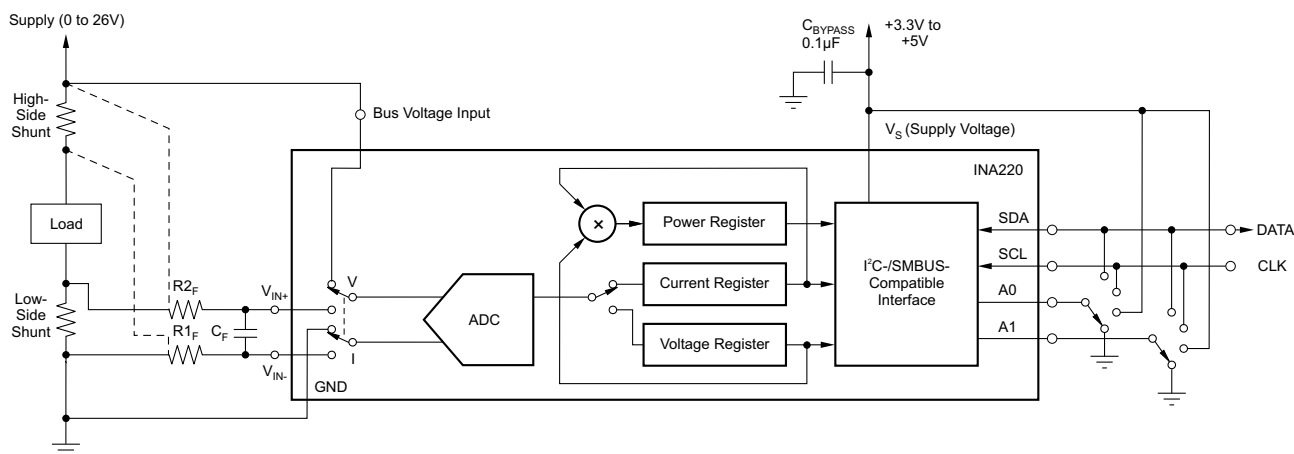 Supply (0 to 26V)
High-
Side
Shunt
Load
Low-
Side
Shunt
R2F
R1F
CF
VIN+
VIN-
Bus Voltage Input
V
I
GND
ADC
×
Power Register
Current Register
Voltage Register
CBYPASS
0.1µF
+3.3V to
+5V
VS (Supply Voltage)
INA220
I²C-/SMBUS-
Compatible
Interface
SDA
SCL
A0
A1
DATA
CLK